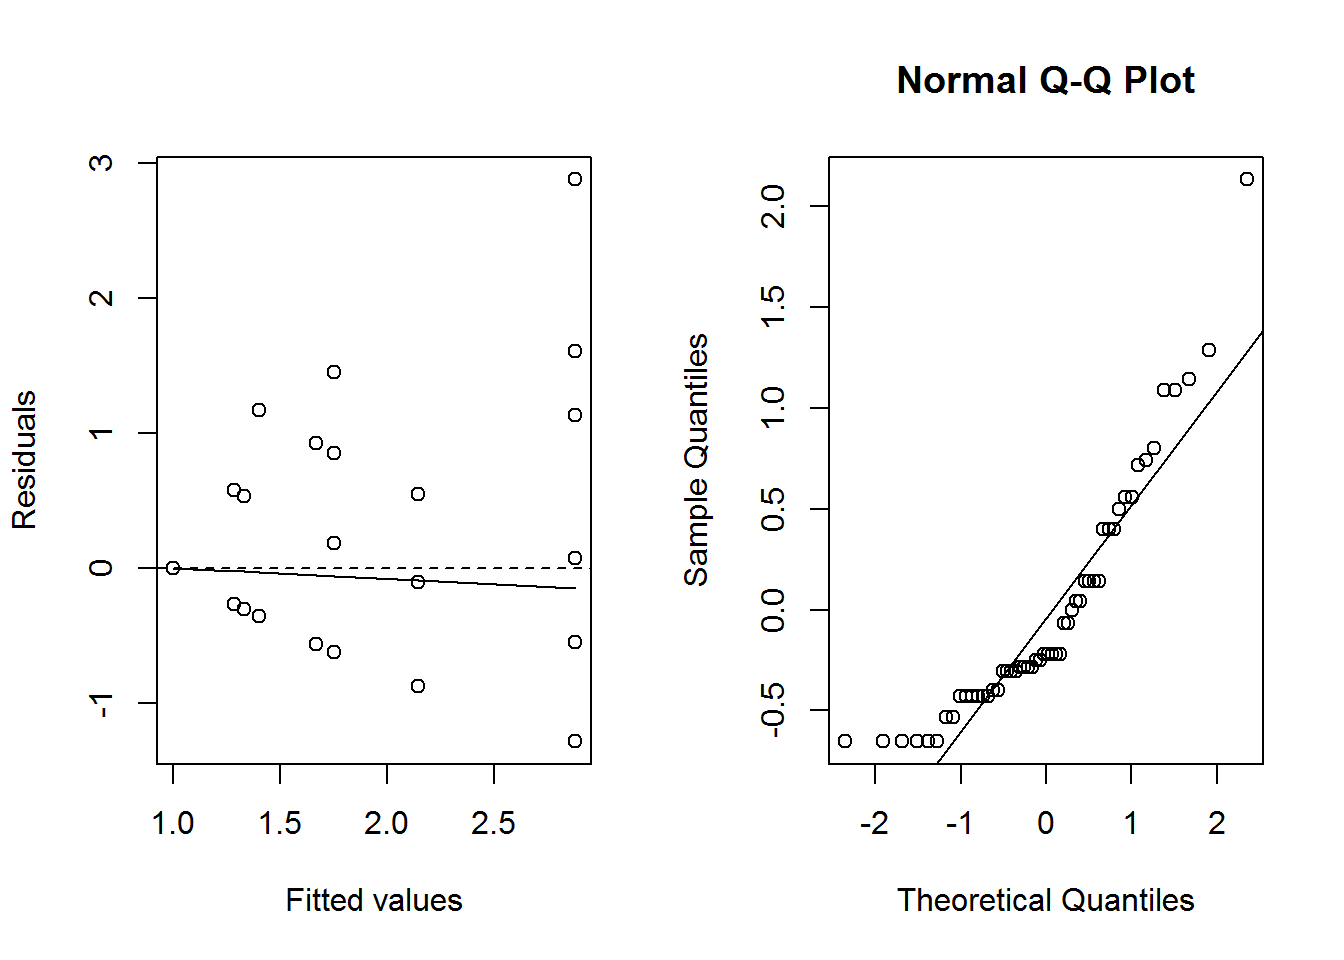 Residuals
3
2
1
0
-1
1.0 1.5 2.0 2.5
Fitted values
Normal Q-Q Plot
Sample Quantiles
2.0
1.5
1.0
0.5
0.0
-0.5
-2 -1 0 1 2
Theoretical Quantiles